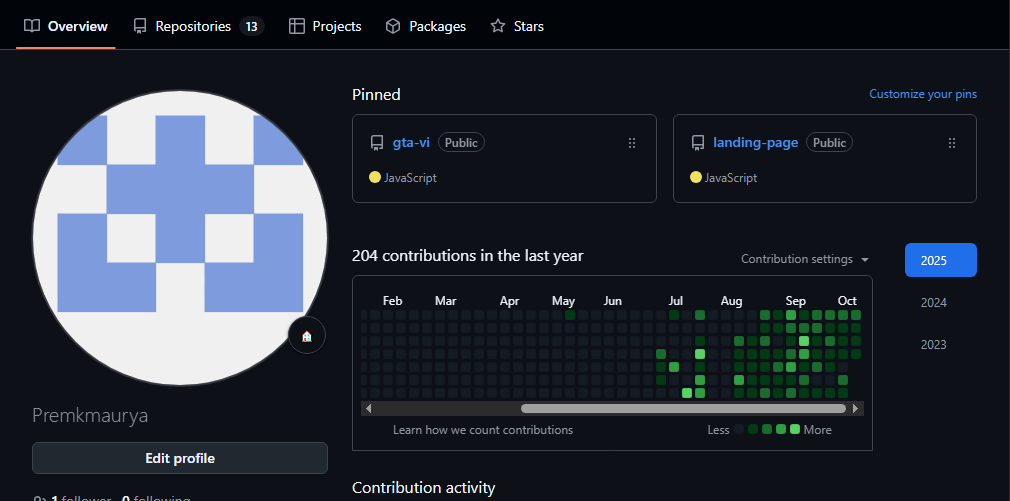 Overview Repositories 13 Projects Packages Stars
Pinned Customize your pins
gta-vi Public
JavaScript
landing-page Public
JavaScript
204 contributions in the last year Contribution settings
Feb Mar Apr May Jun Jul Aug Sep Oct
Learn how we count contributions Less More
2025
2024
2023
Premkmaurya
Edit profile
1 follower · 0 following
Contribution activity